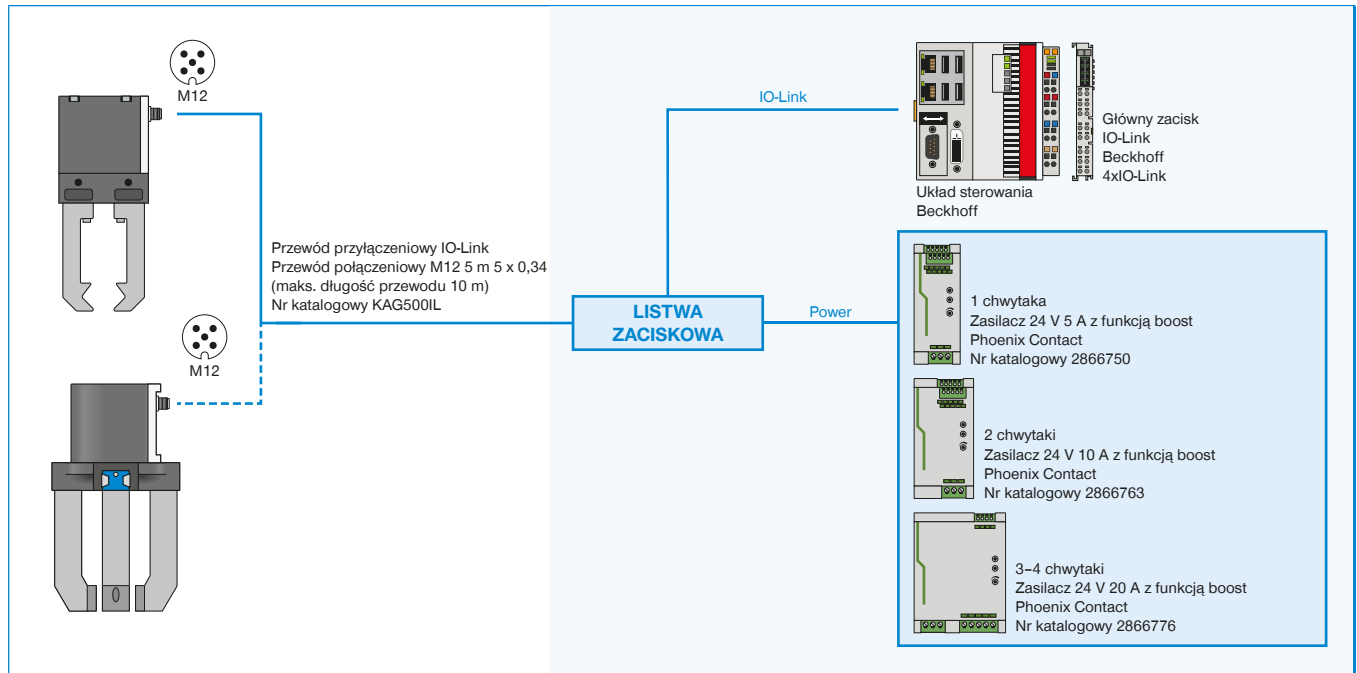 M12
M12
Przewód przyłączeniowy IO-Link
Przewód połączeniowy M12 5 m 5 x 0,34
(maks. długość przewodu 10 m)
Nr katalogowy KAG500IL
LISTWA
ZACISKOWA
IO-Link
Power
Układ sterowania
Beckhoff
Główny zacisk
IO-Link
Beckhoff
4xIO-Link
1 chwytaka
Zasilacz 24 V 5 A z funkcją boost
Phoenix Contact
Nr katalogowy 2866750
2 chwytaki
Zasilacz 24 V 10 A z funkcją boost
Phoenix Contact
Nr katalogowy 2866763
3–4 chwytaki
Zasilacz 24 V 20 A z funkcją boost
Phoenix Contact
Nr katalogowy 2866776